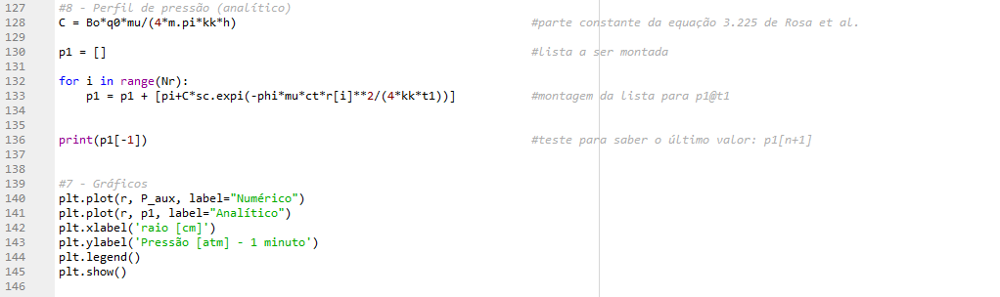 127 #8 - Perfil de pressão (analítico)
128 C = Bo*q0*mu/(4*m.pi*kk*h) #parte constante da equação 3.225 de Rosa et al.
129
130 p1 = [] #lista a ser montada
131
132 for i in range(Nr):
133 p1 = p1 + [pi+C*sc.expi(-phi*mu*ct*r[i]**2/(4*kk*t1))] #montagem da lista para p1@t1
134
135
136 print(p1[-1]) #teste para saber o último valor: p1[n+1]
137
138
139 #7 - Gráficos
140 plt.plot(r, P_aux, label="Numérico")
141 plt.plot(r, p1, label="Analítico")
142 plt.xlabel('raio [cm]')
143 plt.ylabel('Pressão [atm] - 1 minuto')
144 plt.legend()
145 plt.show()
146